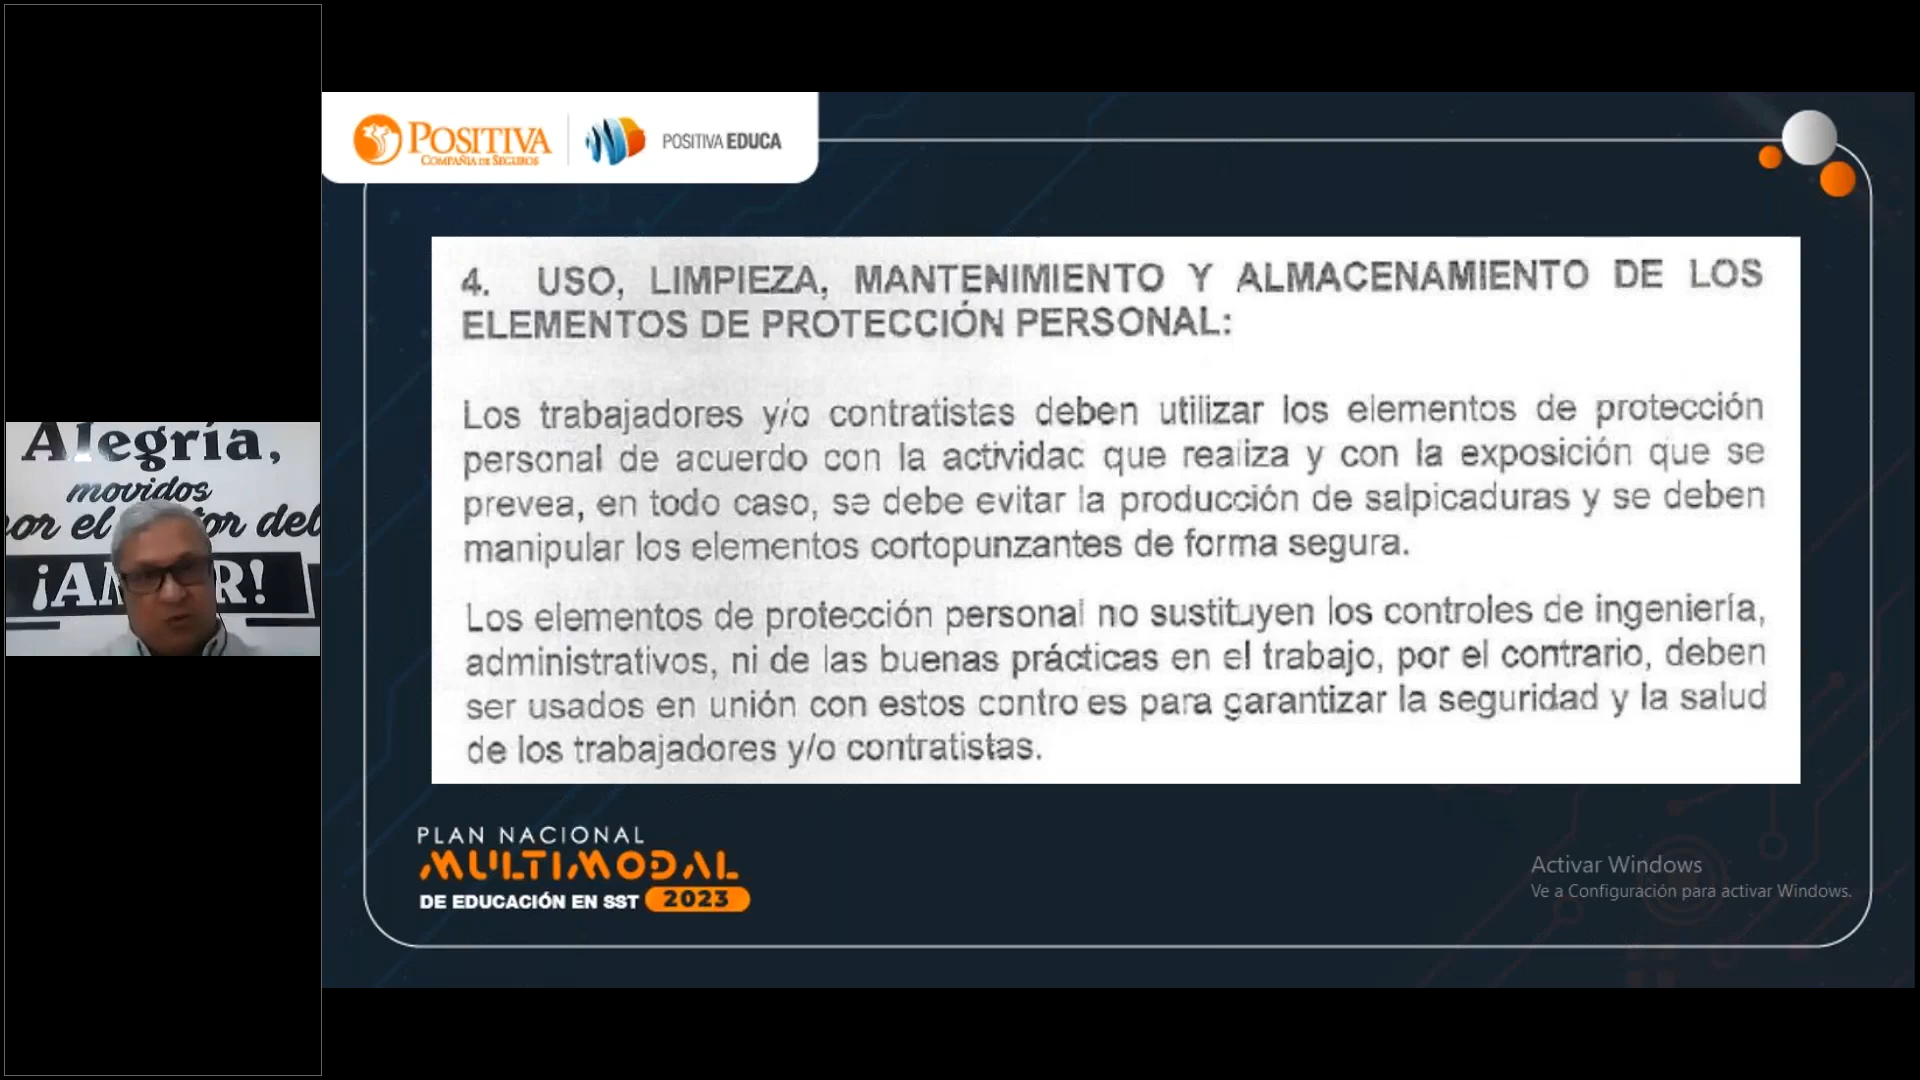 POSITIVA
COMPAÑÍA DE SEGUROS
POSITIVA EDUCA
4. USO, LIMPIEZA, MANTENIMIENTO Y ALMACENAMIENTO DE LOS
ELEMENTOS DE PROTECCIÓN PERSONAL:
Los trabajadores y/o contratistas deben utilizar los elementos de protección
personal de acuerdo con la actividad que realiza y con la exposición que se
prevea, en todo caso, se debe evitar la producción de salpicaduras y se deben
manipular los elementos cortopunzantes de forma segura.
Los elementos de protección personal no sustituyen los controles de ingeniería,
administrativos, ni de las buenas prácticas en el trabajo, por el contrario, deben
ser usados en unión con estos controles para garantizar la seguridad y la salud
de los trabajadores y/o contratistas.
Alegría,
movidos
por el del
¡AM R!
PLAN NACIONAL
MULTIMODAL
DE EDUCACIÓN EN SST 2023
Activar Windows
Ve a Configuración para activar Windows.